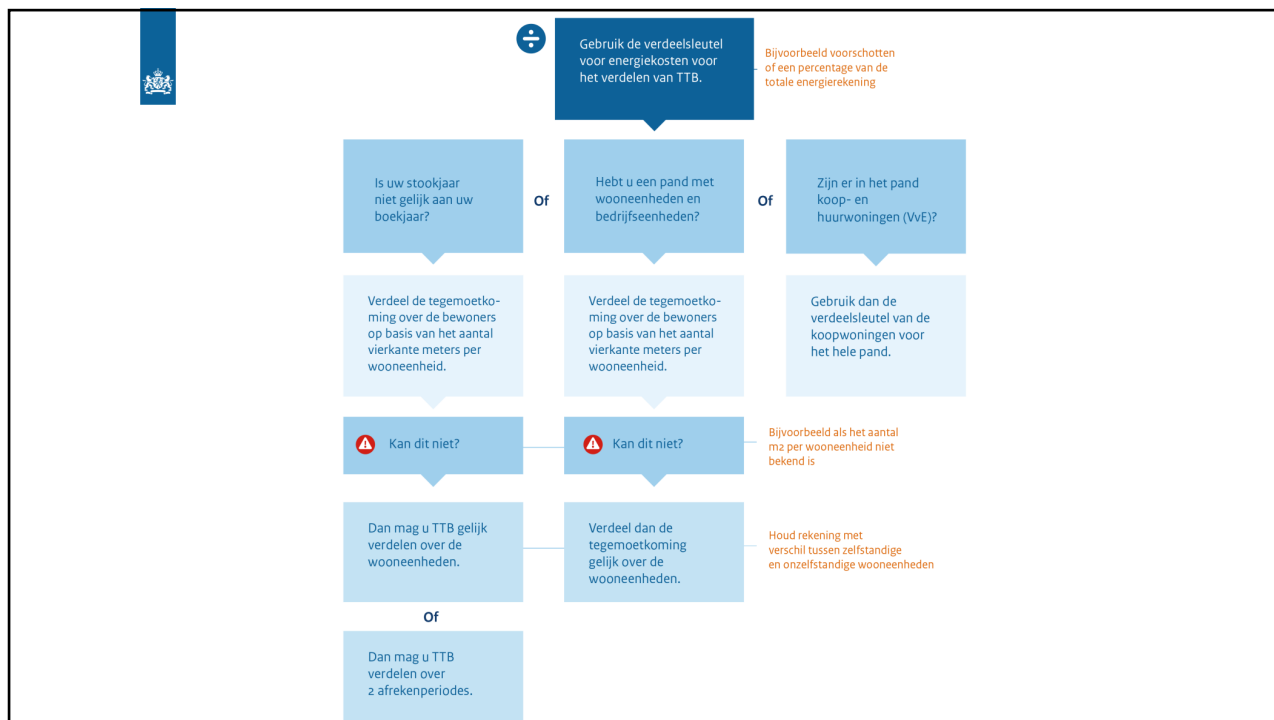 Gebruik de verdeelsleutel
voor energiekosten voor
het verdelen van TTB.
Bijvoorbeeld voorschotten
of een percentage van de
totale energierekening
Is uw stookjaar
niet gelijk aan uw
boekjaar?
Of
Hebt u een pand met
wooneenheden en
bedrijfseenheden?
Of
Zijn er in het pand
koop- en
huurwoningen (VvE)?
Verdeel de tegemoetko-
ming over de bewoners
op basis van het aantal
vierkante meters per
wooneenheid.
Verdeel de tegemoetko-
ming over de bewoners
op basis van het aantal
vierkante meters per
wooneenheid.
Gebruik dan de
verdeelsleutel van de
koopwoningen voor
het hele pand.
Kan dit niet?
Kan dit niet?
Bijvoorbeeld als het aantal
m2 per wooneenheid niet
bekend is
Dan mag u TTB gelijk
verdelen over de
wooneenheden.
Verdeel dan de
tegemoetkoming
gelijk over de
wooneenheden.
Houd rekening met
verschil tussen zelfstandige
en onzelfstandige wooneenheden
Of
Dan mag u TTB
verdelen over
2 afrekenperiodes.